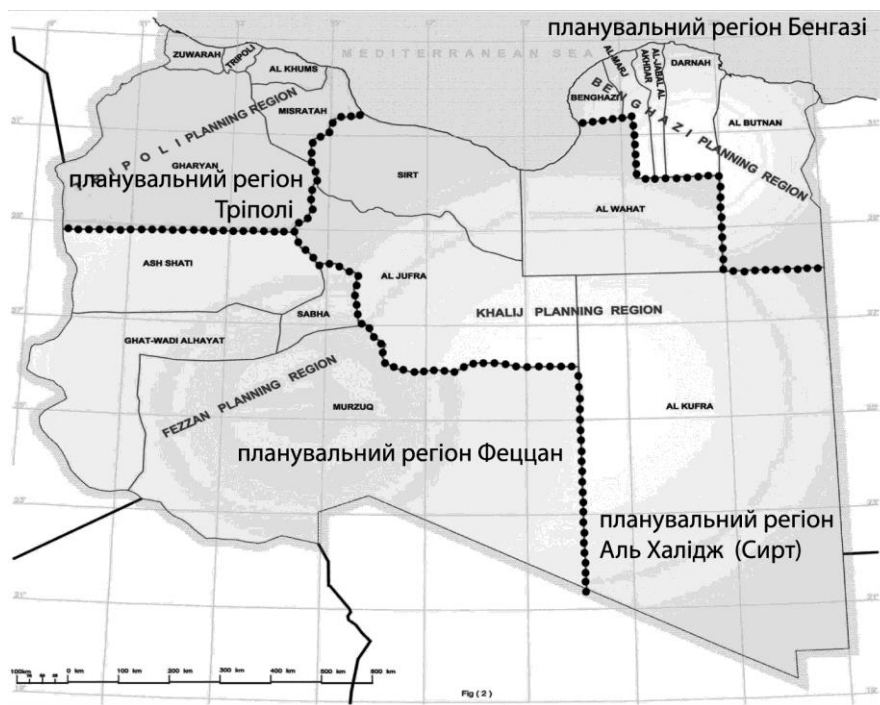 планувальний регіон Бенгазі
MEDITERRANEAN SEA
ZUWARAH
TRIPOLI
AL KHUMS
MISRATAH
AL-MARJ
AL-JABAL AL
AKHDAR
DARNAH
BENGHAZI
AL BUTNAN
BENGHAZI PLANNING REGION
TRIPOLI PLANNING REGION
GHARYAN
планувальний регіон
Тріполі
SIRT
AL WAHAT
ASH SHATI
AL JUFRA
SABHA
KHALIJ PLANNING REGION
GHAT-WADI ALHAYAT
FEZZAN PLANNING REGION
MURZUQ
AL KUFRA
планувальний регіон Феццан
планувальний регіон
Аль Халідж (Сирт)
100km 0 km 100 km 200 km 300 km 400 km 500 km 600 km
Fig ( 2 )